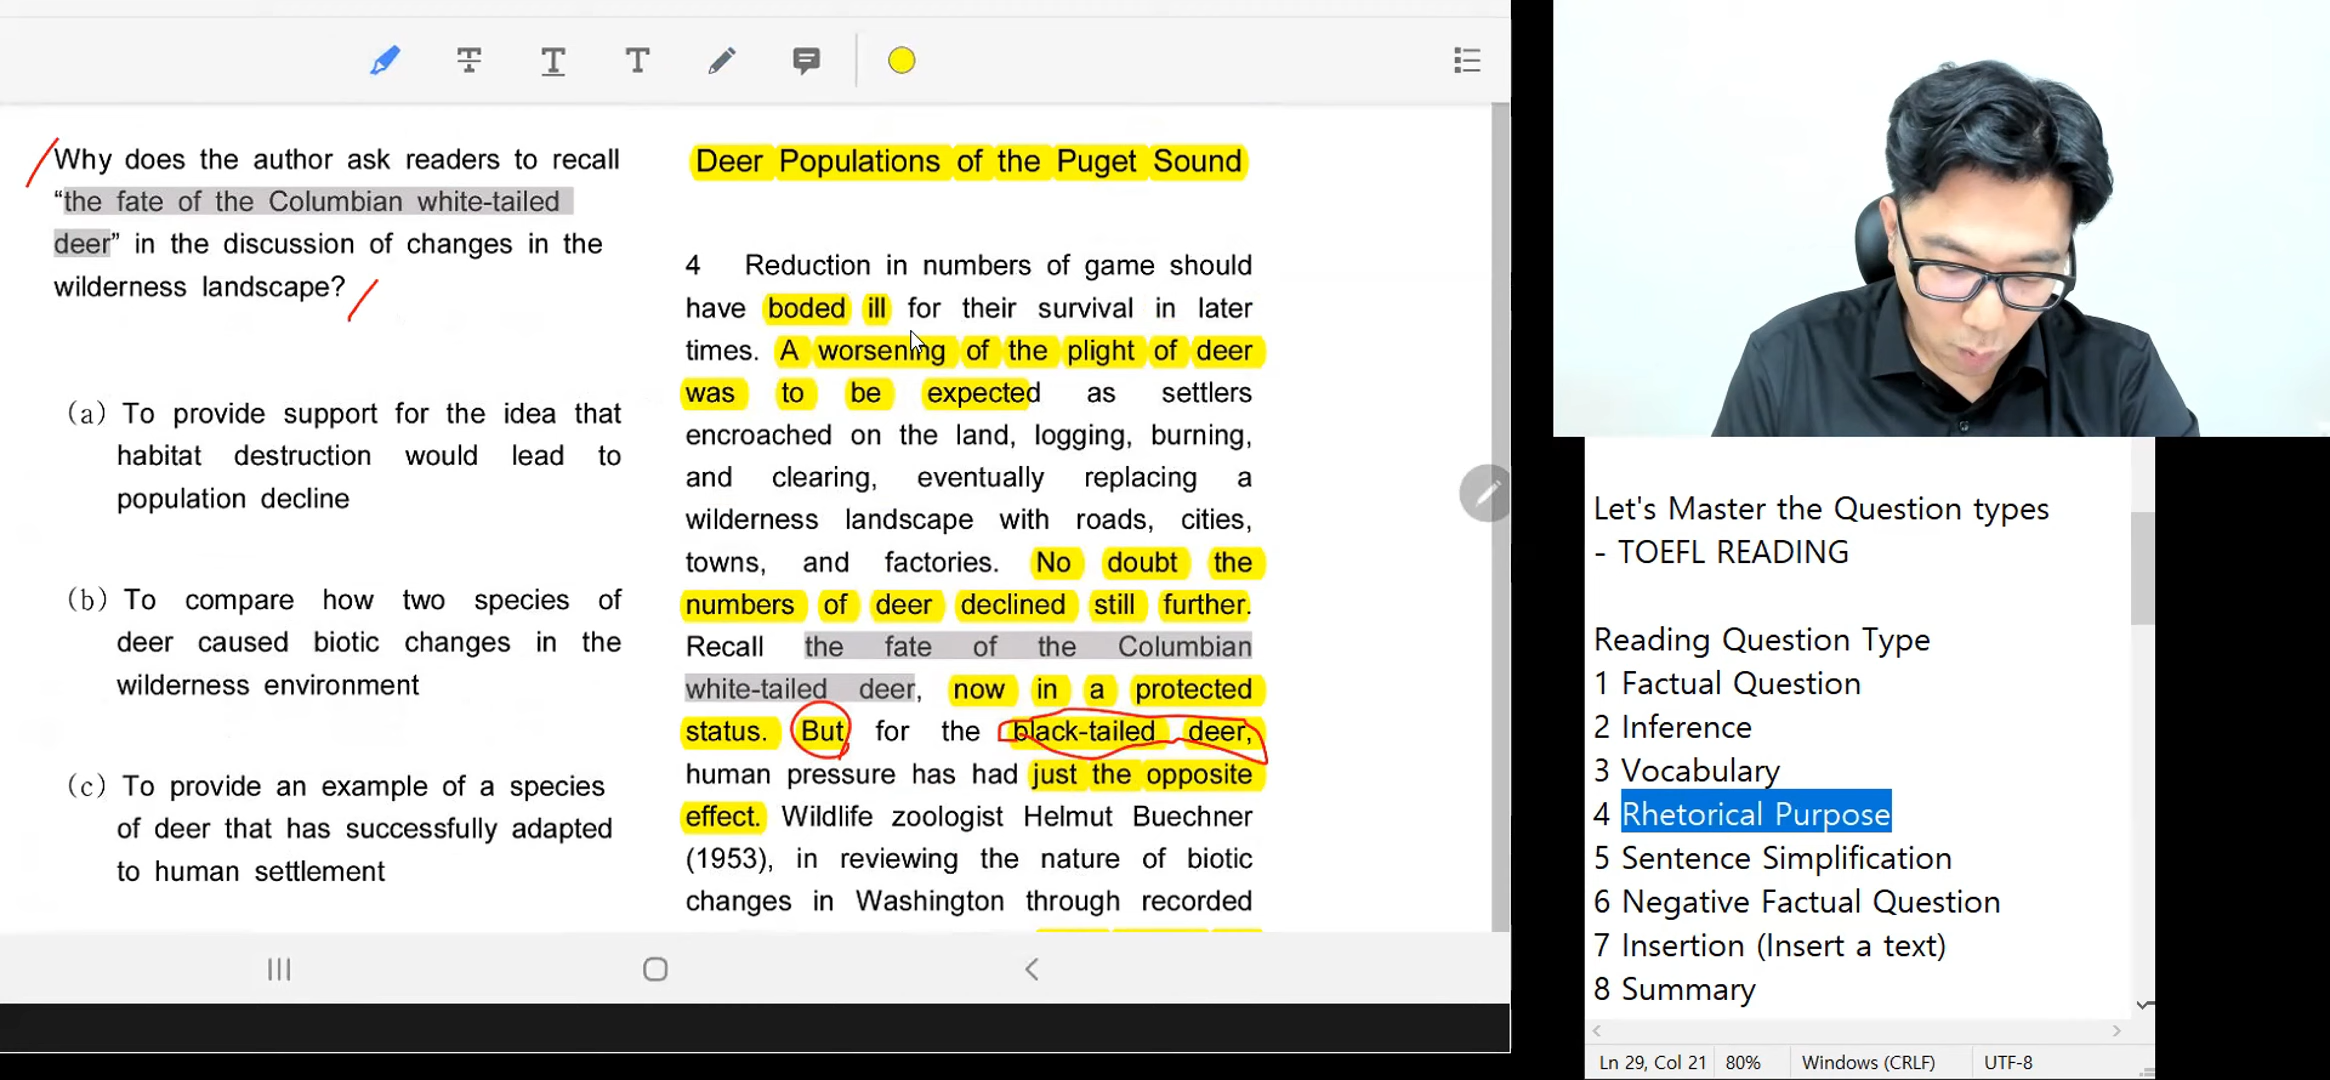 Why does the author ask readers to recall
“the fate of the Columbian white-tailed
deer” in the discussion of changes in the
wilderness landscape?
(a) To provide support for the idea that
habitat destruction would lead to
population decline
(b) To compare how two species of
deer caused biotic changes in the
wilderness environment
(c) To provide an example of a species
of deer that has successfully adapted
to human settlement
Deer Populations of the Puget Sound
4 Reduction in numbers of game should
have boded ill for their survival in later
times. A worsening of the plight of deer
was to be expected as settlers
encroached on the land, logging, burning,
and clearing, eventually replacing a
wilderness landscape with roads, cities,
towns, and factories. No doubt the
numbers of deer declined still further.
Recall the fate of the Columbian
white-tailed deer, now in a protected
status. But for the black-tailed deer,
human pressure has had just the opposite
effect. Wildlife zoologist Helmut Buechner
(1953), in reviewing the nature of biotic
changes in Washington through recorded
Let's Master the Question types
- TOEFL READING
Reading Question Type
1 Factual Question
2 Inference
3 Vocabulary
4 Rhetorical Purpose
5 Sentence Simplification
6 Negative Factual Question
7 Insertion (Insert a text)
8 Summary
Ln 29, Col 21 80% Windows (CRLF) UTF-8